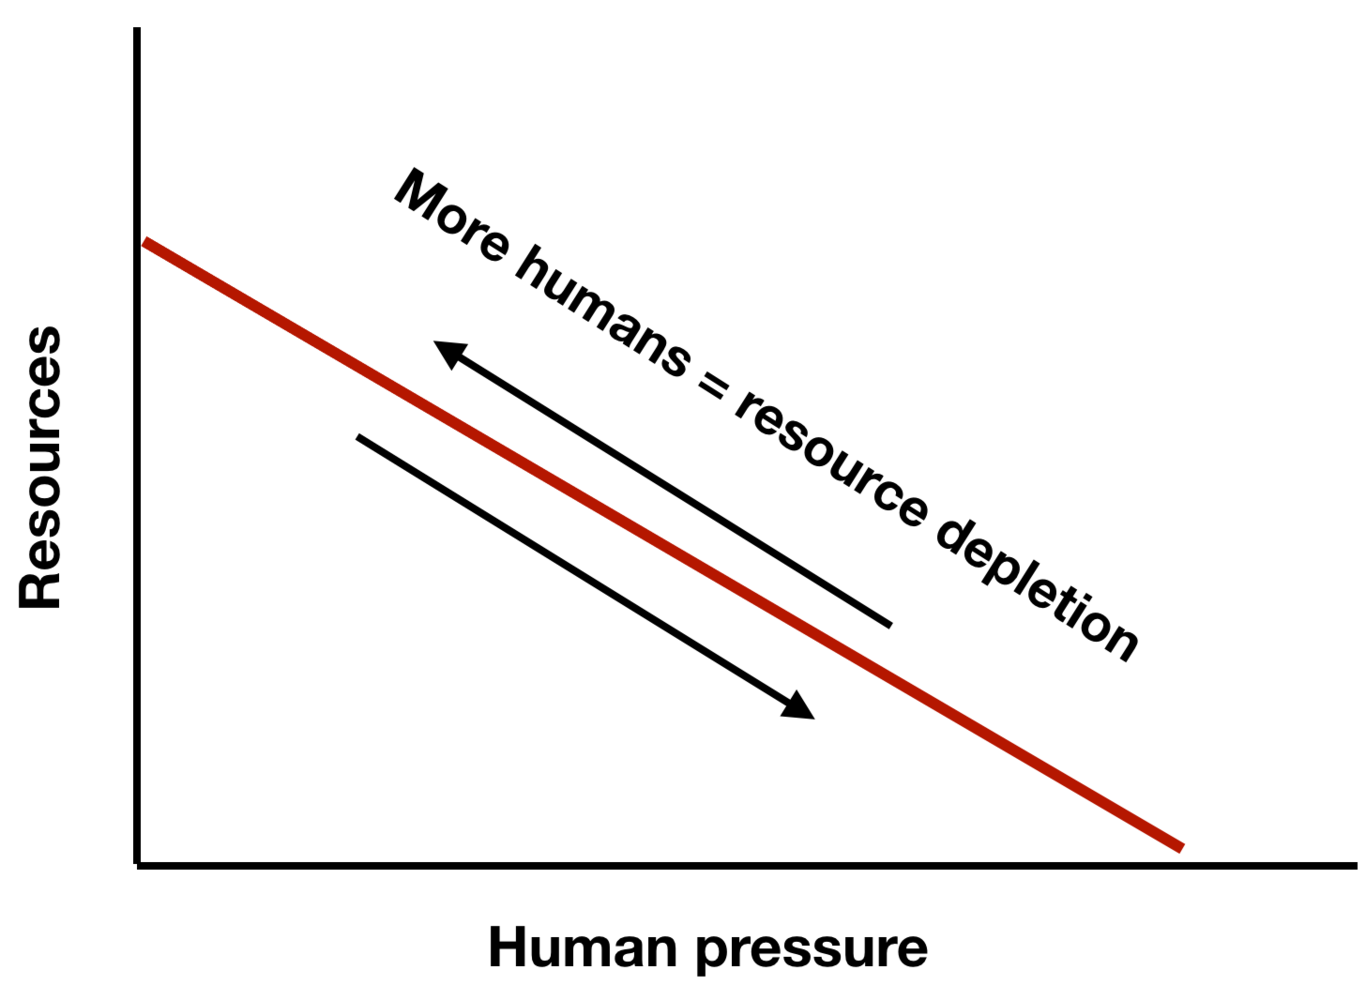 More humans = resource depletion
Resources
Human pressure